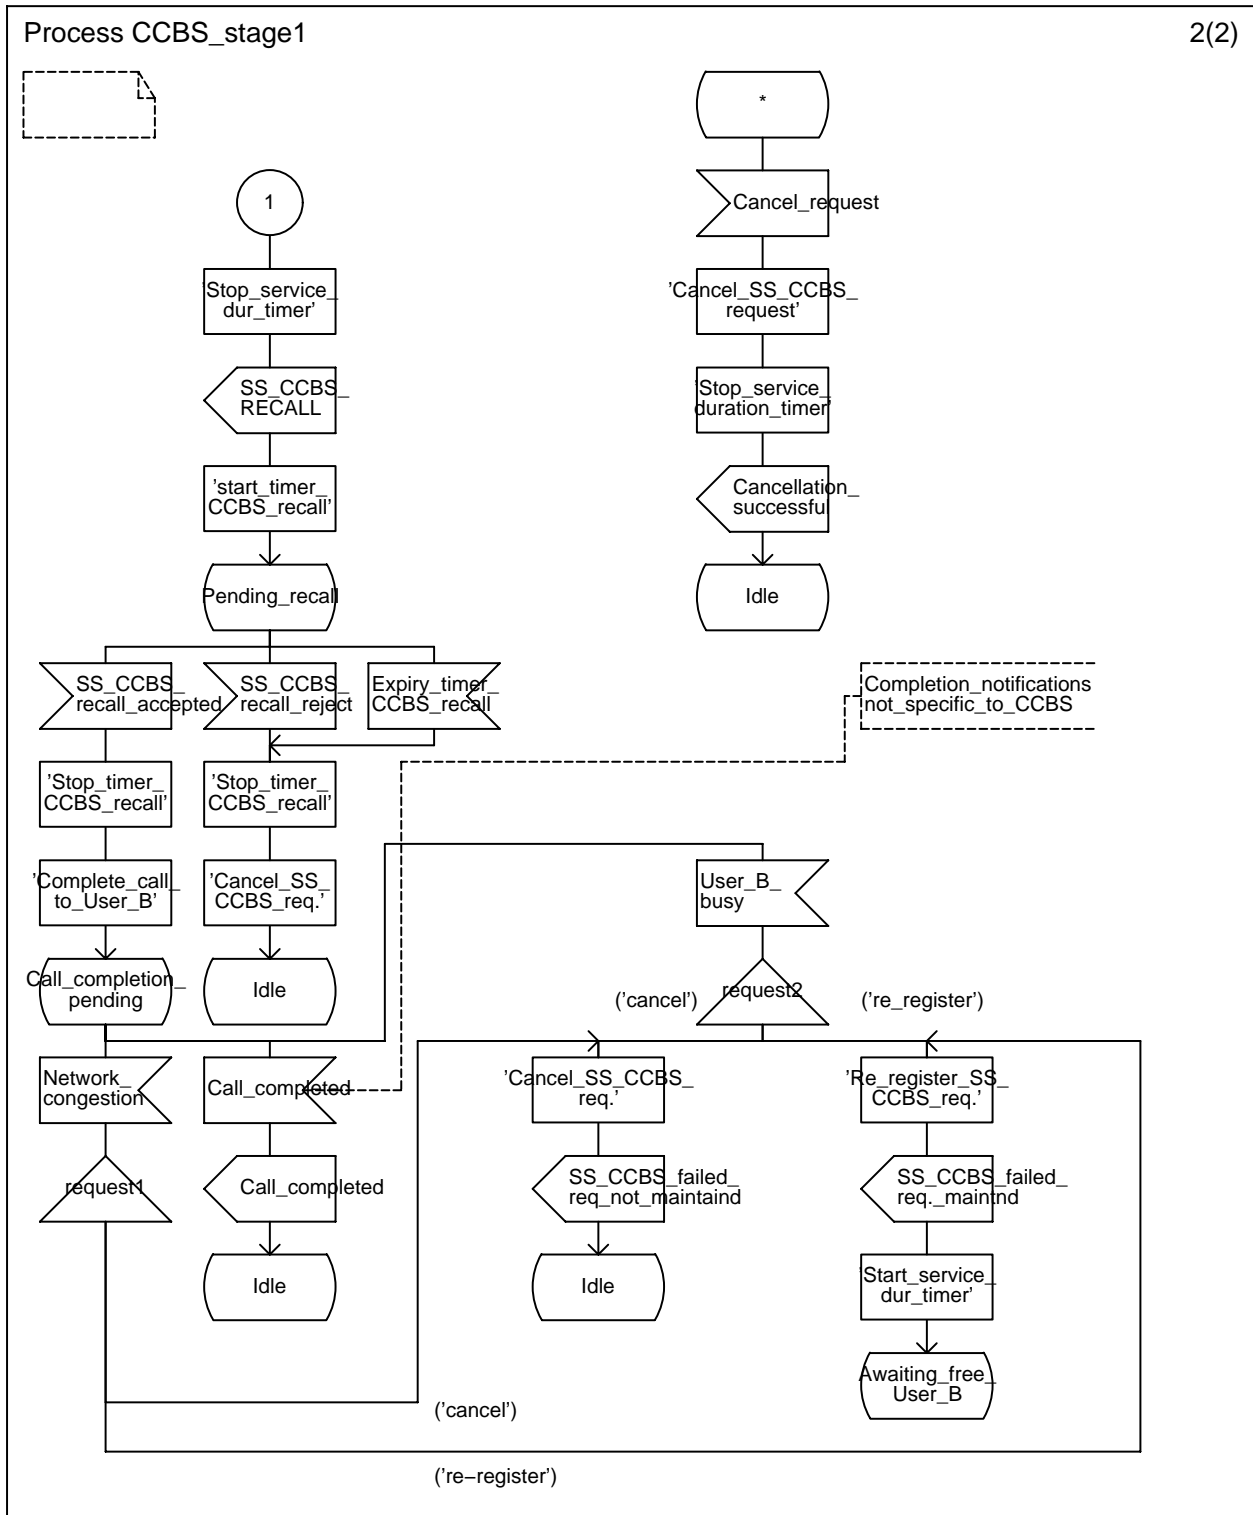 Process CCBS_stage1
2(2)
*
1
Cancel_request
'Stop_service_
dur_timer'
'Cancel_SS_CCBS_
request'
SS_CCBS_
RECALL
'Stop_service_
duration_timer'
'start_timer_
CCBS_recall'
Cancellation_
successful
Pending_recall
Idle
SS_CCBS_
recall_accepted
SS_CCBS_
recall_reject
Expiry_timer_
CCBS_recall
Completion_notifications
not_specific_to_CCBS
'Stop_timer_
CCBS_recall'
'Stop_timer_
CCBS_recall'
'Complete_call_
to_User_B'
'Cancel_SS_
CCBS_req.'
User_B_
busy
Call_completion_
pending
Idle
('cancel')
request2
('re_register')
Network_
congestion
Call_completed
'Cancel_SS_CCBS_
req.'
'Re_register_SS_
CCBS_req.'
request1
Call_completed
SS_CCBS_failed_
req_not_maintaind
SS_CCBS_failed_
req._maintnd
Idle
Idle
'Start_service_
dur_timer'
Awaiting_free_
User_B
('cancel')
('re−register')